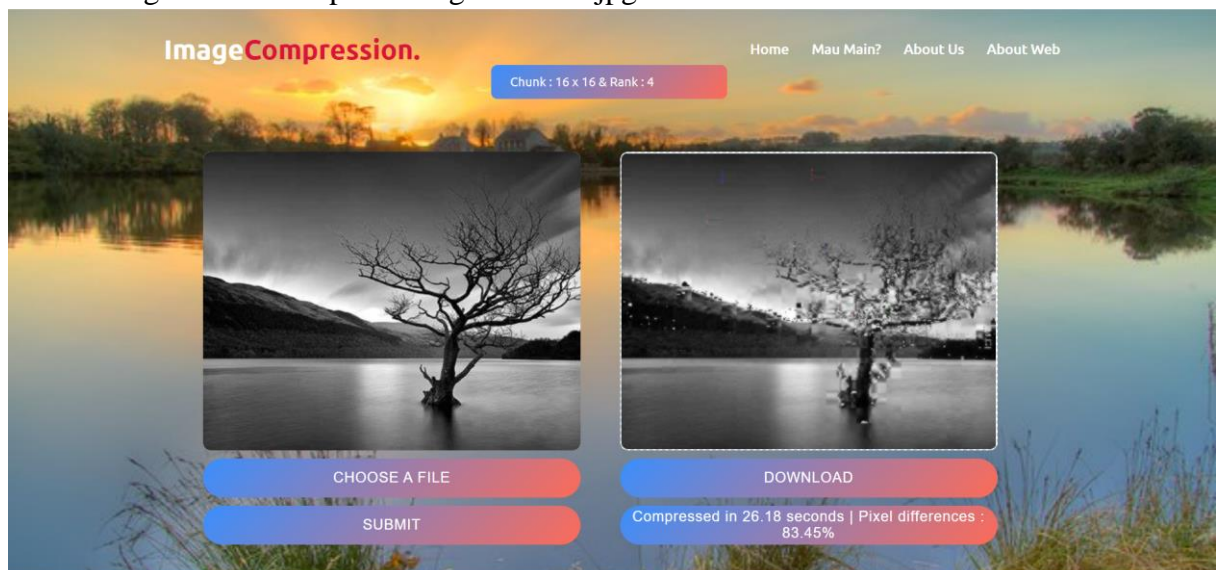 ImageCompression.
Home Mau Main? About Us About Web
Chunk : 16 x 16 & Rank : 4
CHOOSE A FILE
DOWNLOAD
SUBMIT
Compressed in 26.18 seconds | Pixel differences :
83.45%